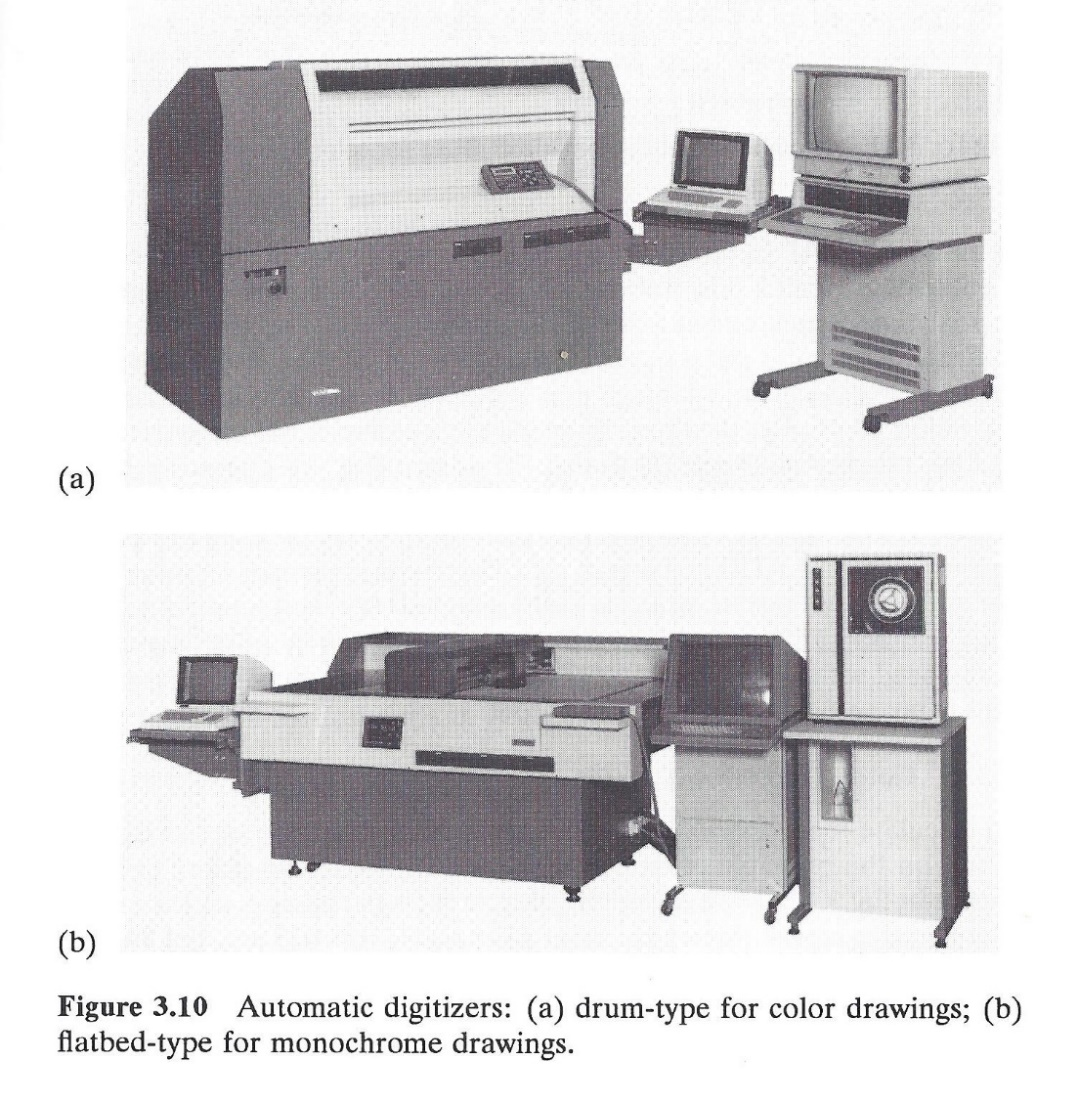 (a)
(b)
Figure 3.10 Automatic digitizers: (a) drum-type for color drawings; (b)
flatbed-type for monochrome drawings.